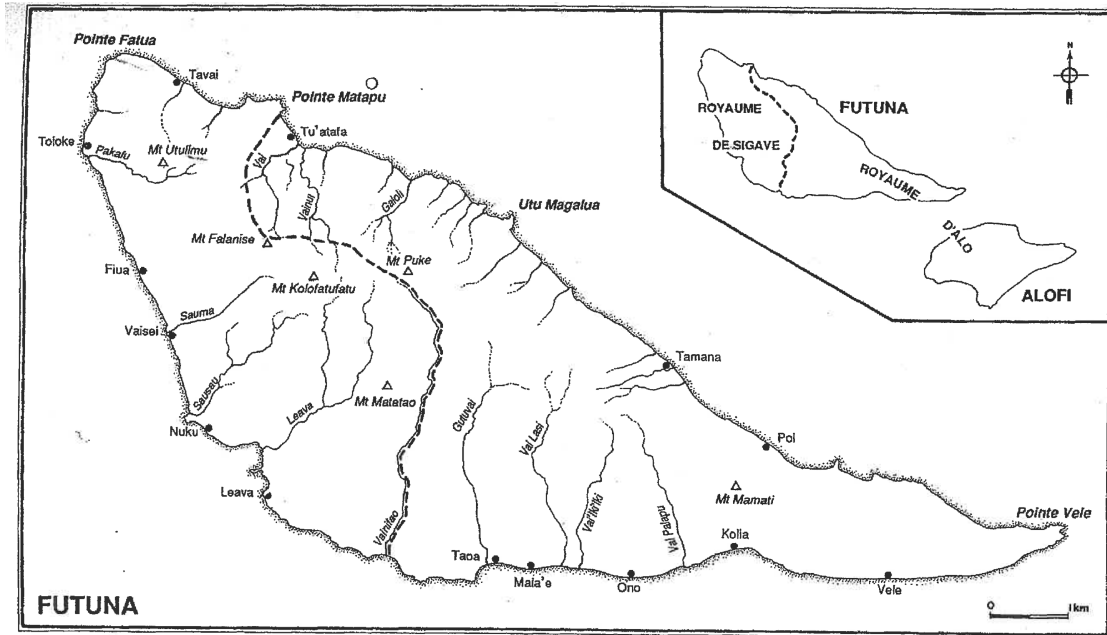 Pointe Fatua
Tavai
Pointe Matapu
Tu'atafa
Toloke
Pakafu
Mt Utulimu
Vai
Vainui
Galoli
Utu Magalua
Mt Falanise
Mt Puke
Fiua
Mt Kolofatufatu
Sauma
Vaisei
Sausau
Leava
Mt Matatao
Gutuvai
Vai Lasi
Tamana
Nuku
Poi
Leava
Vainifao
Vai'iki'iki
Vai Palapu
Mt Mamati
Pointe Vele
Kolia
Taoa
Mala'e
Ono
Vele
FUTUNA
0
1km
N
ROYAUME
DE SIGAVE
FUTUNA
ROYAUME
D'ALO
ALOFI